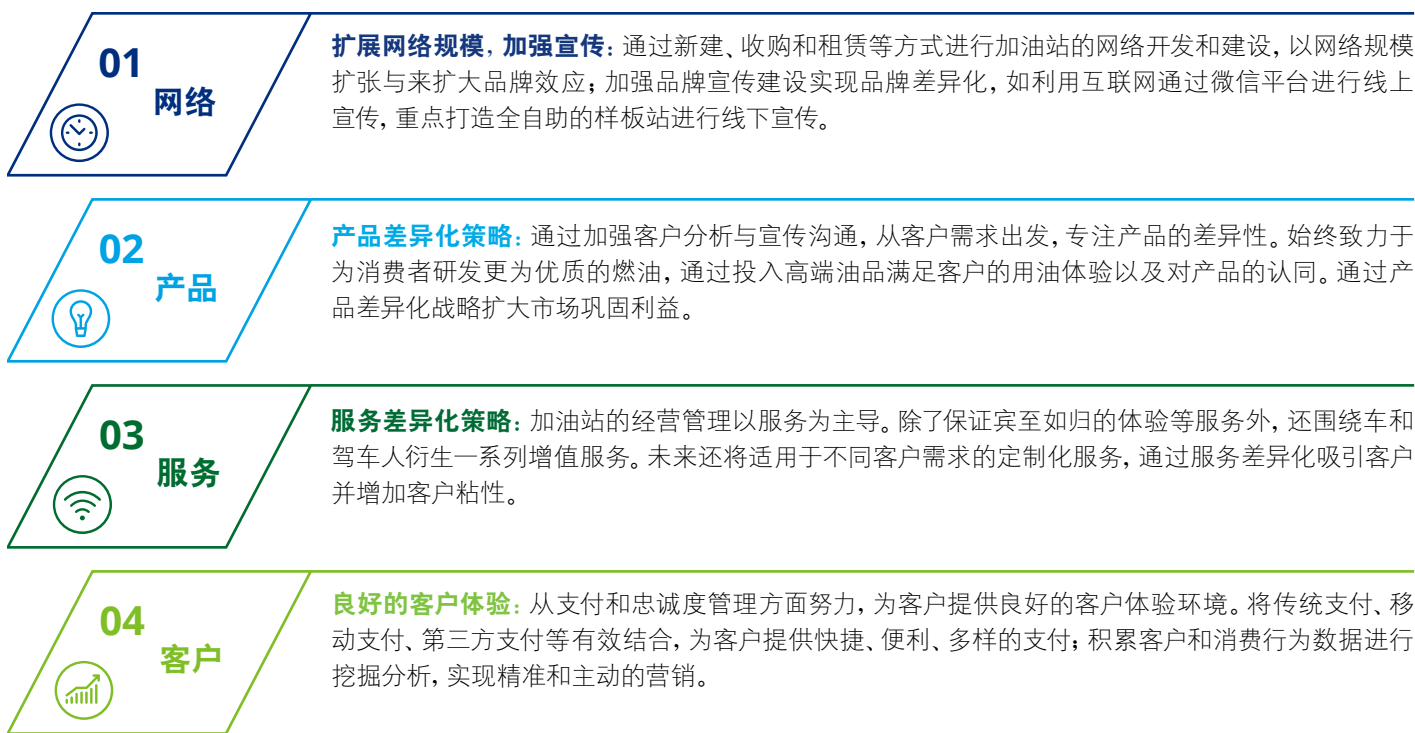 01
网络
扩展网络规模，加强宣传：通过新建、收购和租赁等方式进行加油站的网络开发和建设，以网络规模
扩张与来扩大品牌效应；加强品牌宣传建设实现品牌差异化，如利用互联网通过微信平台进行线上
宣传，重点打造全自助的样板站进行线下宣传。
02
产品
产品差异化策略：通过加强客户分析与宣传沟通，从客户需求出发，专注产品的差异性。始终致力于
为消费者研发更为优质的燃油，通过投入高端油品满足客户的用油体验以及对产品的认同。通过产
品差异化战略扩大市场巩固利益。
03
服务
服务差异化策略：加油站的经营管理以服务为主导。除了保证宾至如归的体验等服务外，还围绕车和
驾车人衍生一系列增值服务。未来还将适用于不同客户需求的定制化服务，通过服务差异化吸引客户
并增加客户粘性。
04
客户
良好的客户体验：从支付和忠诚度管理方面努力，为客户提供良好的客户体验环境。将传统支付、移
动支付、第三方支付等有效结合，为客户提供快捷、便利、多样的支付；积累客户和消费行为数据进行
挖掘分析，实现精准和主动的营销。